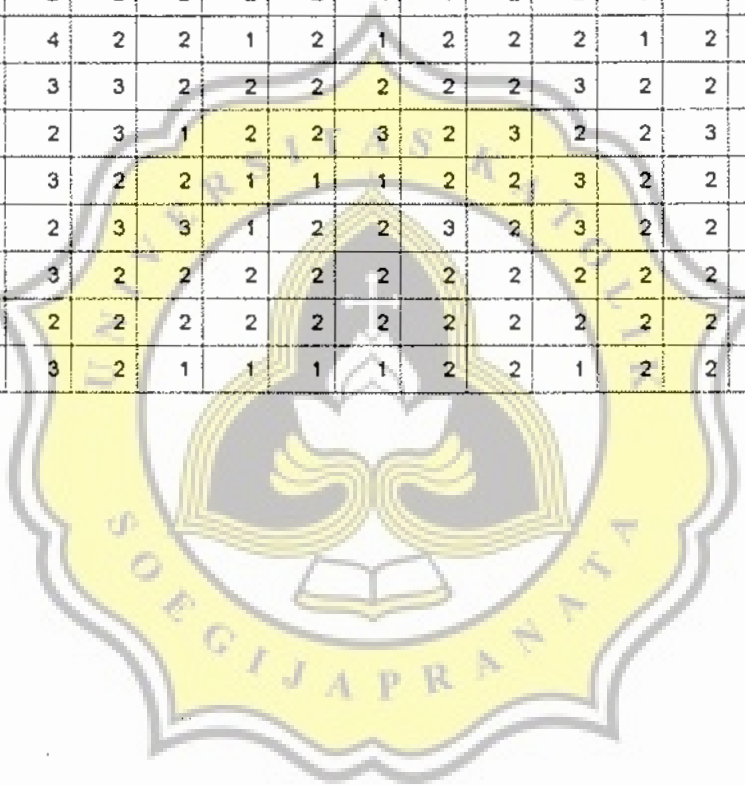 4 2 2 1 2 1 2 2 2 1 2
3 3 2 2 2 2 2 2 3 2 2
2 3 1 2 2 3 2 3 2 2 3
3 2 2 1 1 1 2 2 3 2 2
2 3 3 1 2 2 3 2 3 2 2
3 2 2 2 2 2 2 2 2 2 2
2 2 2 2 2 2 2 2 2 2 2
3 2 1 1 1 1 2 2 1 2 2
UNIVERSITAS KATOLIK
SOEGIJAPRANATA